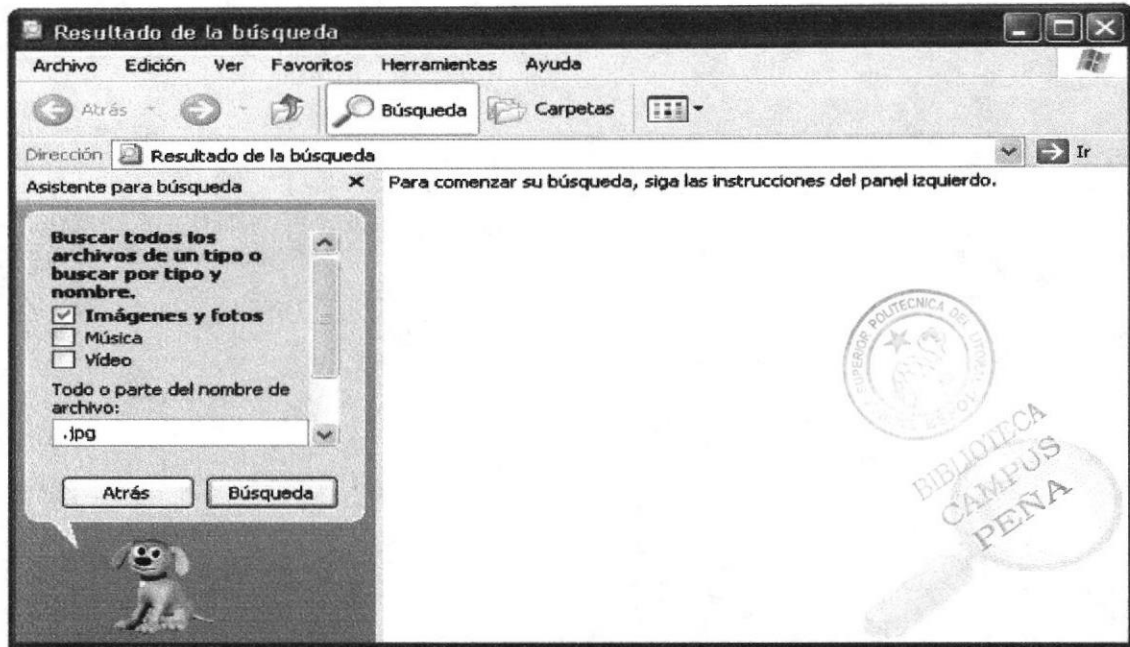 Resultado de la búsqueda
Archivo Edición Ver Favoritos Herramientas Ayuda
Atrás Búsqueda Carpetas
Dirección Resultado de la búsqueda Ir
Asistente para búsqueda
Para comenzar su búsqueda, siga las instrucciones del panel izquierdo.
Buscar todos los
archivos de un tipo o
buscar por tipo y
nombre.
Imágenes y fotos
Música
Vídeo
Todo o parte del nombre de
archivo:
.jpg
Atrás Búsqueda
SUPERIOR POLITECNICA DEL LITORAL
BIBLIOTECA
CAMPUS
PEÑA